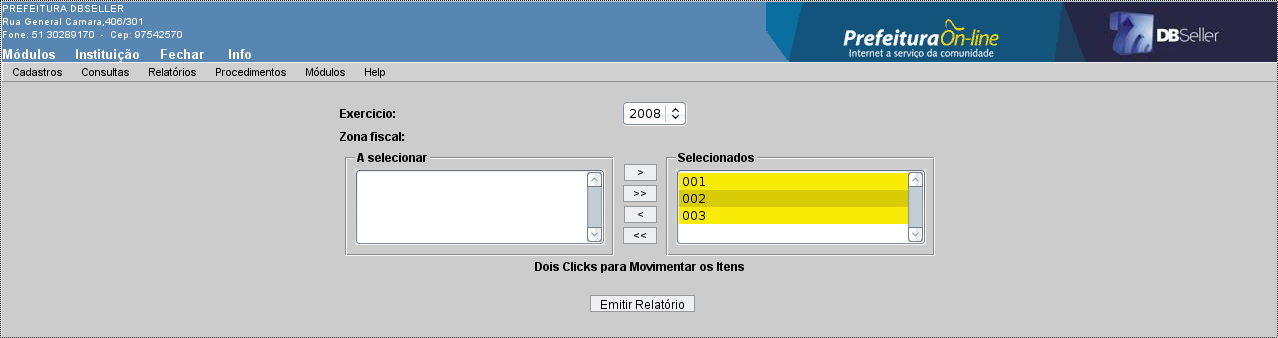 PREFEITURA DBSELLER
Rua General Camara,406/301
Fone: 51 30289170 - Cep: 97542570
Módulos Instituição Fechar Info
Prefeitura On-line
Internet a serviço da comunidade
DBSeller
Cadastros Consultas Relatórios Procedimentos Módulos Help
Exercicio: 2008
Zona fiscal:
A selecionar
>
>>
<
<<
Selecionados
001
002
003
Dois Clicks para Movimentar os Itens
Emitir Relatório